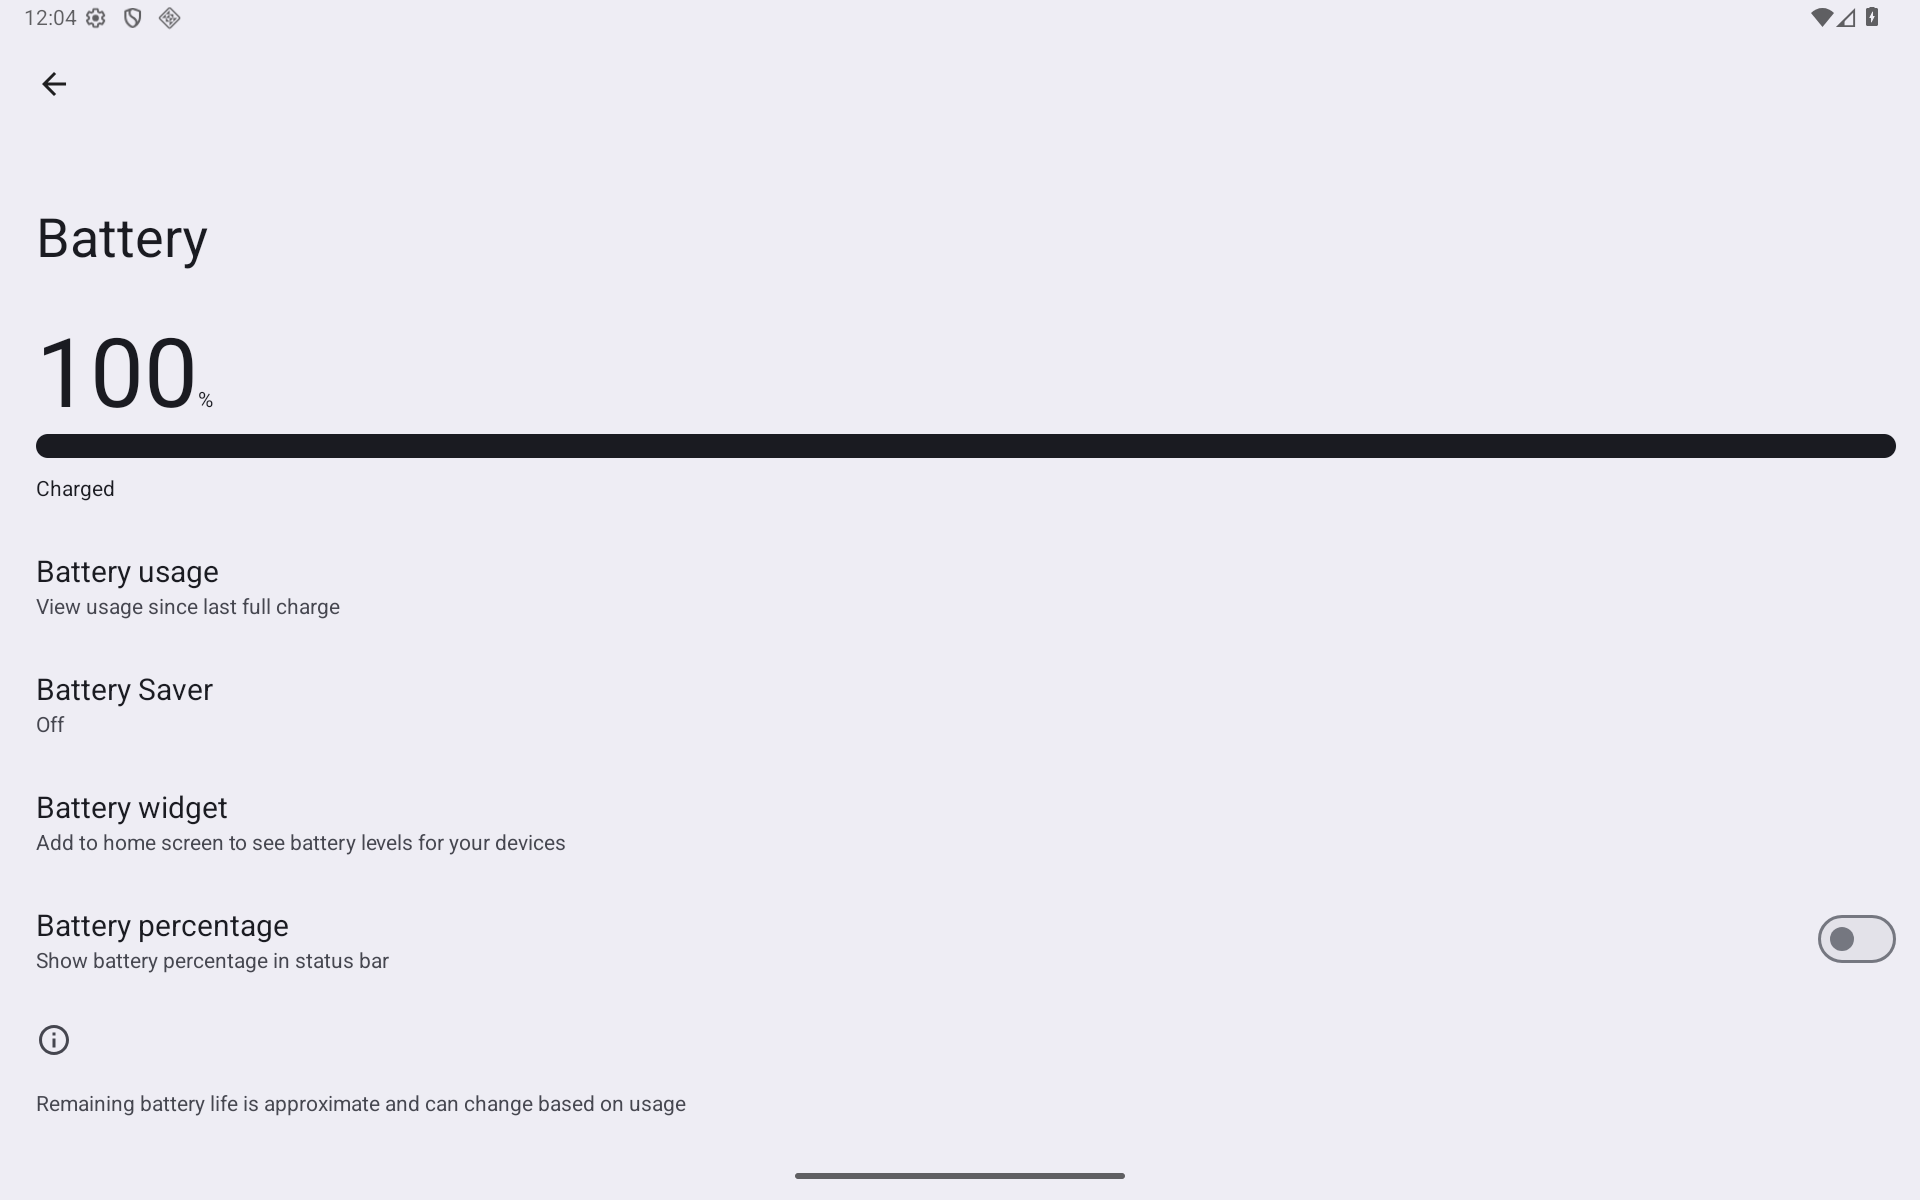 12:04
Battery
100%
Charged
Battery usage
View usage since last full charge
Battery Saver
Off
Battery widget
Add to home screen to see battery levels for your devices
Battery percentage
Show battery percentage in status bar
Remaining battery life is approximate and can change based on usage